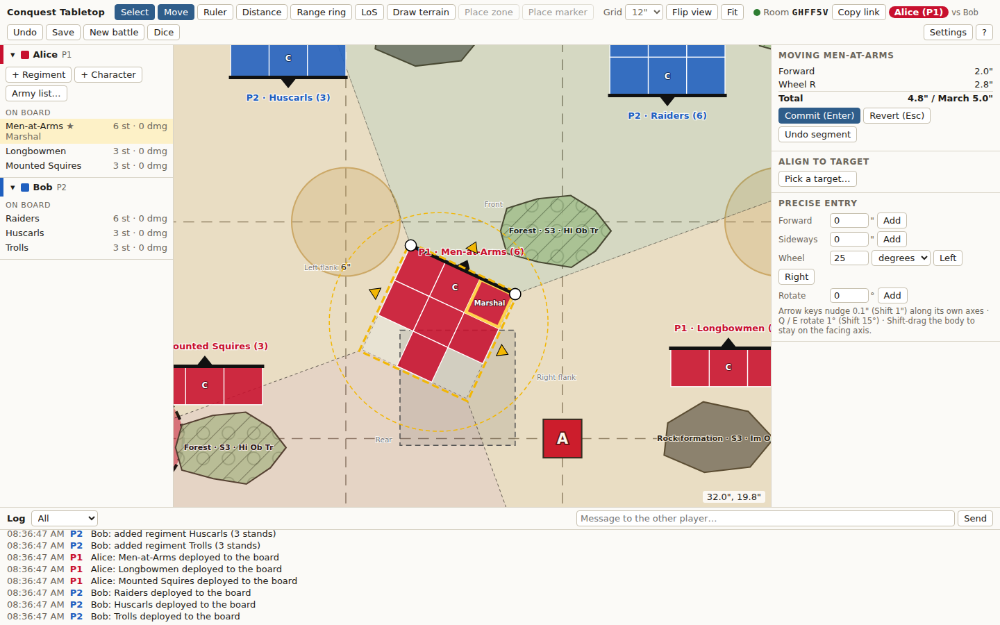 Conquest Tabletop Select Move Ruler Distance Range ring LoS Draw terrain Place zone Place marker Grid 12" Flip view Fit Room GHFF5V Copy link Alice (P1) vs Bob
Undo Save New battle Dice Settings ?
▾ Alice P1
+ Regiment + Character
Army list…
ON BOARD
Men-at-Arms ★ 6 st · 0 dmg
Marshal
Longbowmen 3 st · 0 dmg
Mounted Squires 3 st · 0 dmg
▾ Bob P2
ON BOARD
Raiders 6 st · 0 dmg
Huscarls 3 st · 0 dmg
Trolls 3 st · 0 dmg
C
P2 · Huscarls (3)
C
P2 · Raiders (6)
Front
Forest · S3 · Hi Ob Tr
P1 · Men-at-Arms (6)
Left flank 6"
C
Marshal
P1 · Longbowmen (
ounted Squires (3)
C
C
Right flank
Rear
A
Forest · S3 · Hi Ob Tr
Rock formation · S3 · Im O
32.0", 19.8"
MOVING MEN-AT-ARMS
Forward 2.0"
Wheel R 2.8"
Total 4.8" / March 5.0"
Commit (Enter) Revert (Esc)
Undo segment
ALIGN TO TARGET
Pick a target…
PRECISE ENTRY
Forward 0 " Add
Sideways 0 " Add
Wheel 25 degrees Left
Right
Rotate 0 ° Add
Arrow keys nudge 0.1" (Shift 1") along its own axes ·
Q / E rotate 1° (Shift 15°) · Shift-drag the body to
stay on the facing axis.
Log All Message to the other player… Send
08:36:47 AM P2 Bob: added regiment Huscarls (3 stands)
08:36:47 AM P2 Bob: added regiment Trolls (3 stands)
08:36:47 AM P1 Alice: Men-at-Arms deployed to the board
08:36:47 AM P1 Alice: Longbowmen deployed to the board
08:36:47 AM P1 Alice: Mounted Squires deployed to the board
08:36:47 AM P2 Bob: Raiders deployed to the board
08:36:47 AM P2 Bob: Huscarls deployed to the board
08:36:47 AM P2 Bob: Trolls deployed to the board